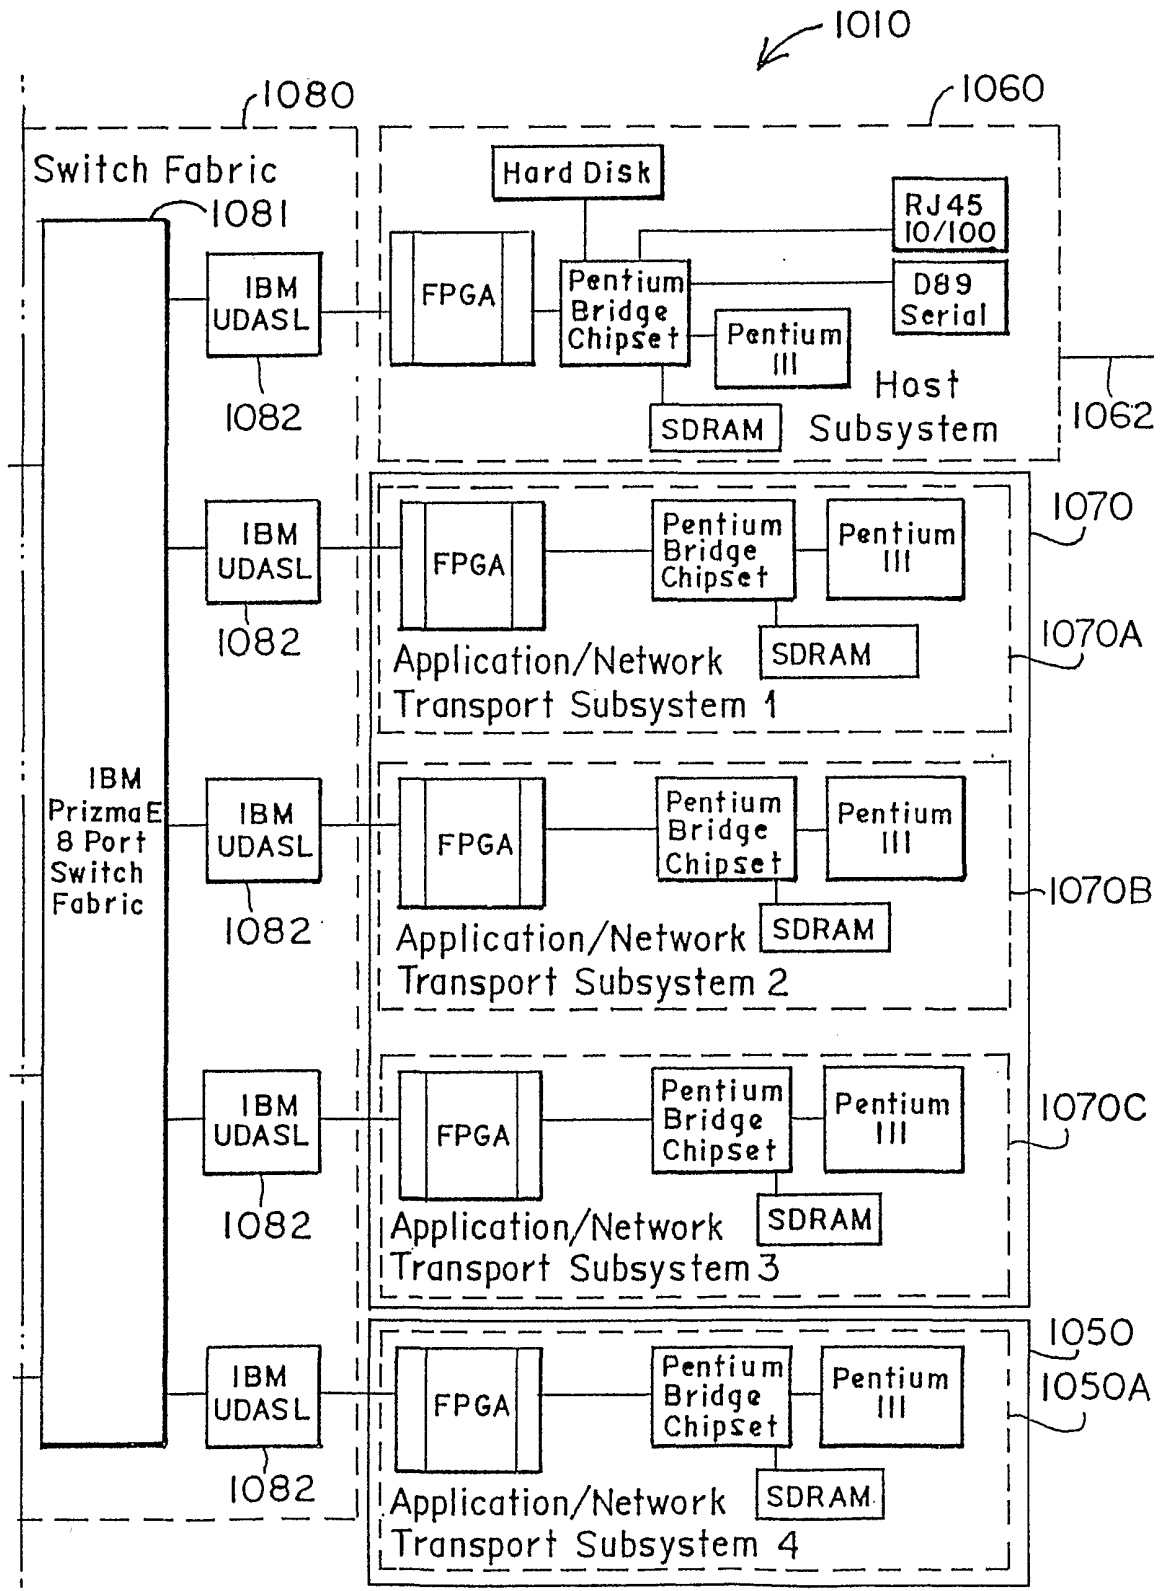 1010
1080
1060
Switch Fabric
1081
Hard Disk
RJ45
10/100
IBM
UDASL
FPGA
Pentium
Bridge
Chipset
D89
Serial
Pentium
III
1082
SDRAM
Host
Subsystem
1062
IBM
UDASL
FPGA
Pentium
Bridge
Chipset
Pentium
III
1070
1082
SDRAM
1070A
Application/Network
Transport Subsystem 1
IBM
PrizmaE
8 Port
Switch
Fabric
IBM
UDASL
FPGA
Pentium
Bridge
Chipset
Pentium
III
1070B
1082
SDRAM
Application/Network
Transport Subsystem 2
IBM
UDASL
FPGA
Pentium
Bridge
Chipset
Pentium
III
1070C
1082
SDRAM
Application/Network
Transport Subsystem 3
1050
IBM
UDASL
FPGA
Pentium
Bridge
Chipset
Pentium
III
1050A
1082
SDRAM
Application/Network
Transport Subsystem 4